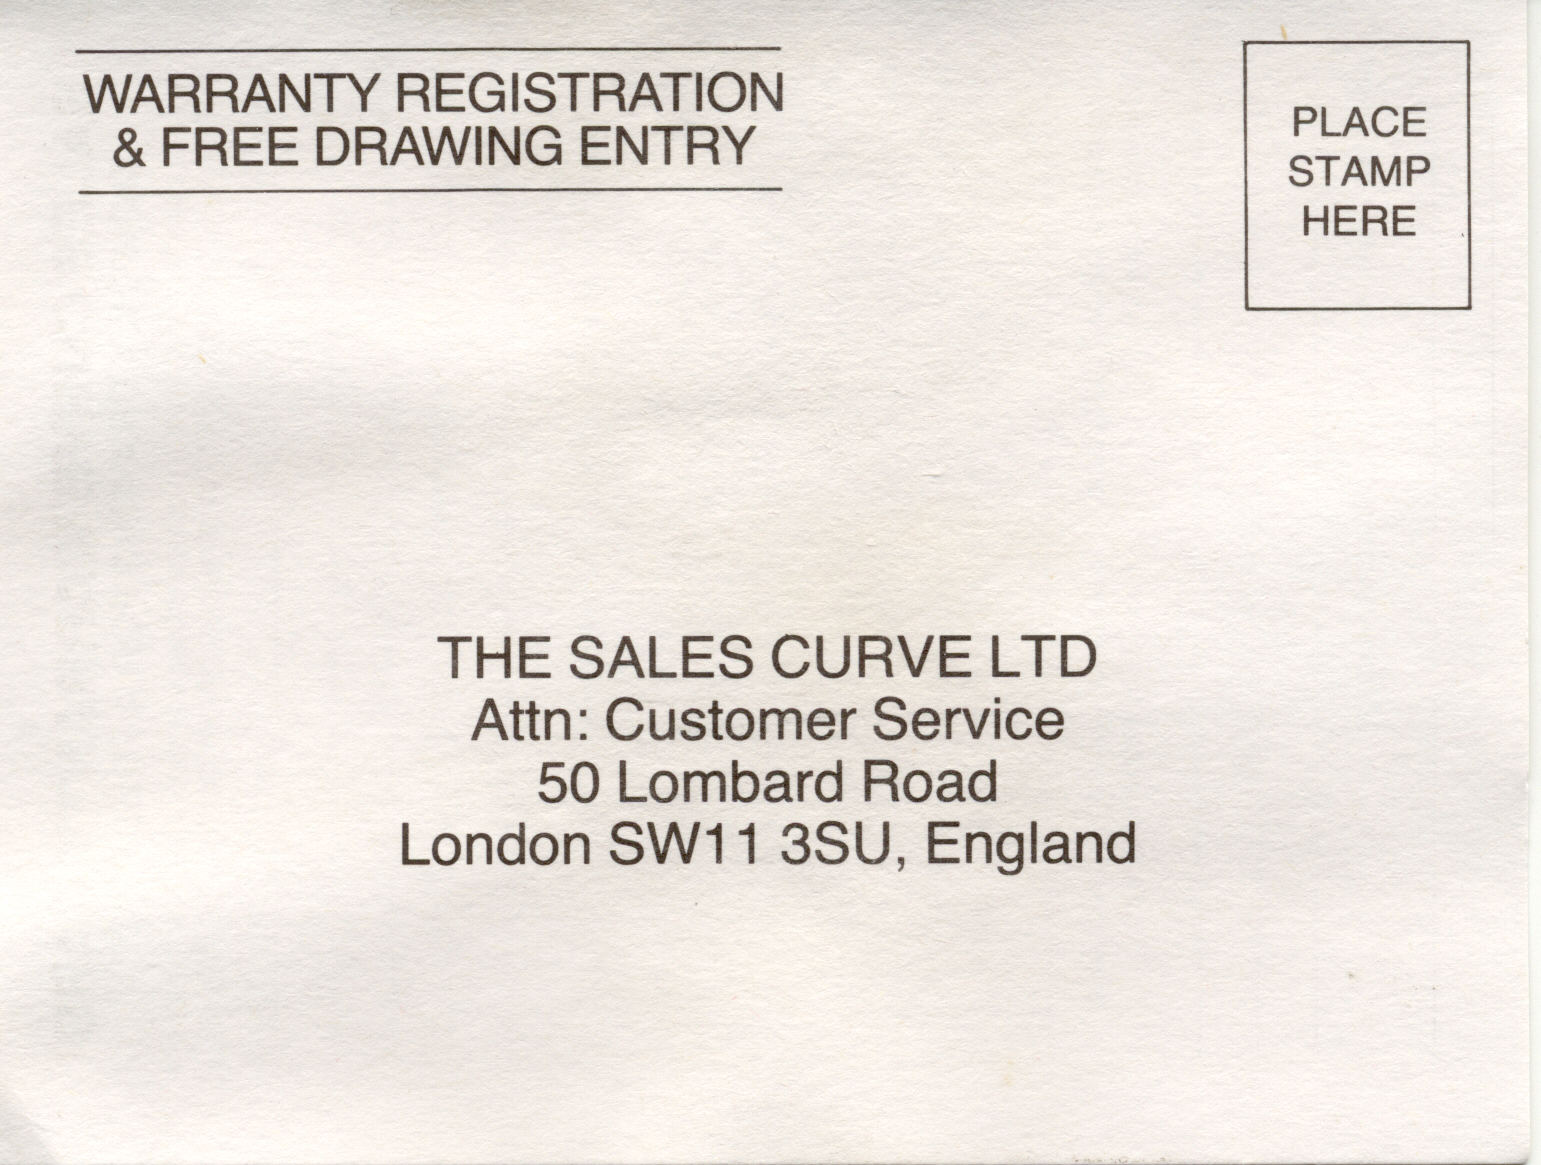 WARRANTY REGISTRATION
& FREE DRAWING ENTRY
PLACE
STAMP
HERE
THE SALES CURVE LTD
Attn: Customer Service
50 Lombard Road
London SW11 3SU, England